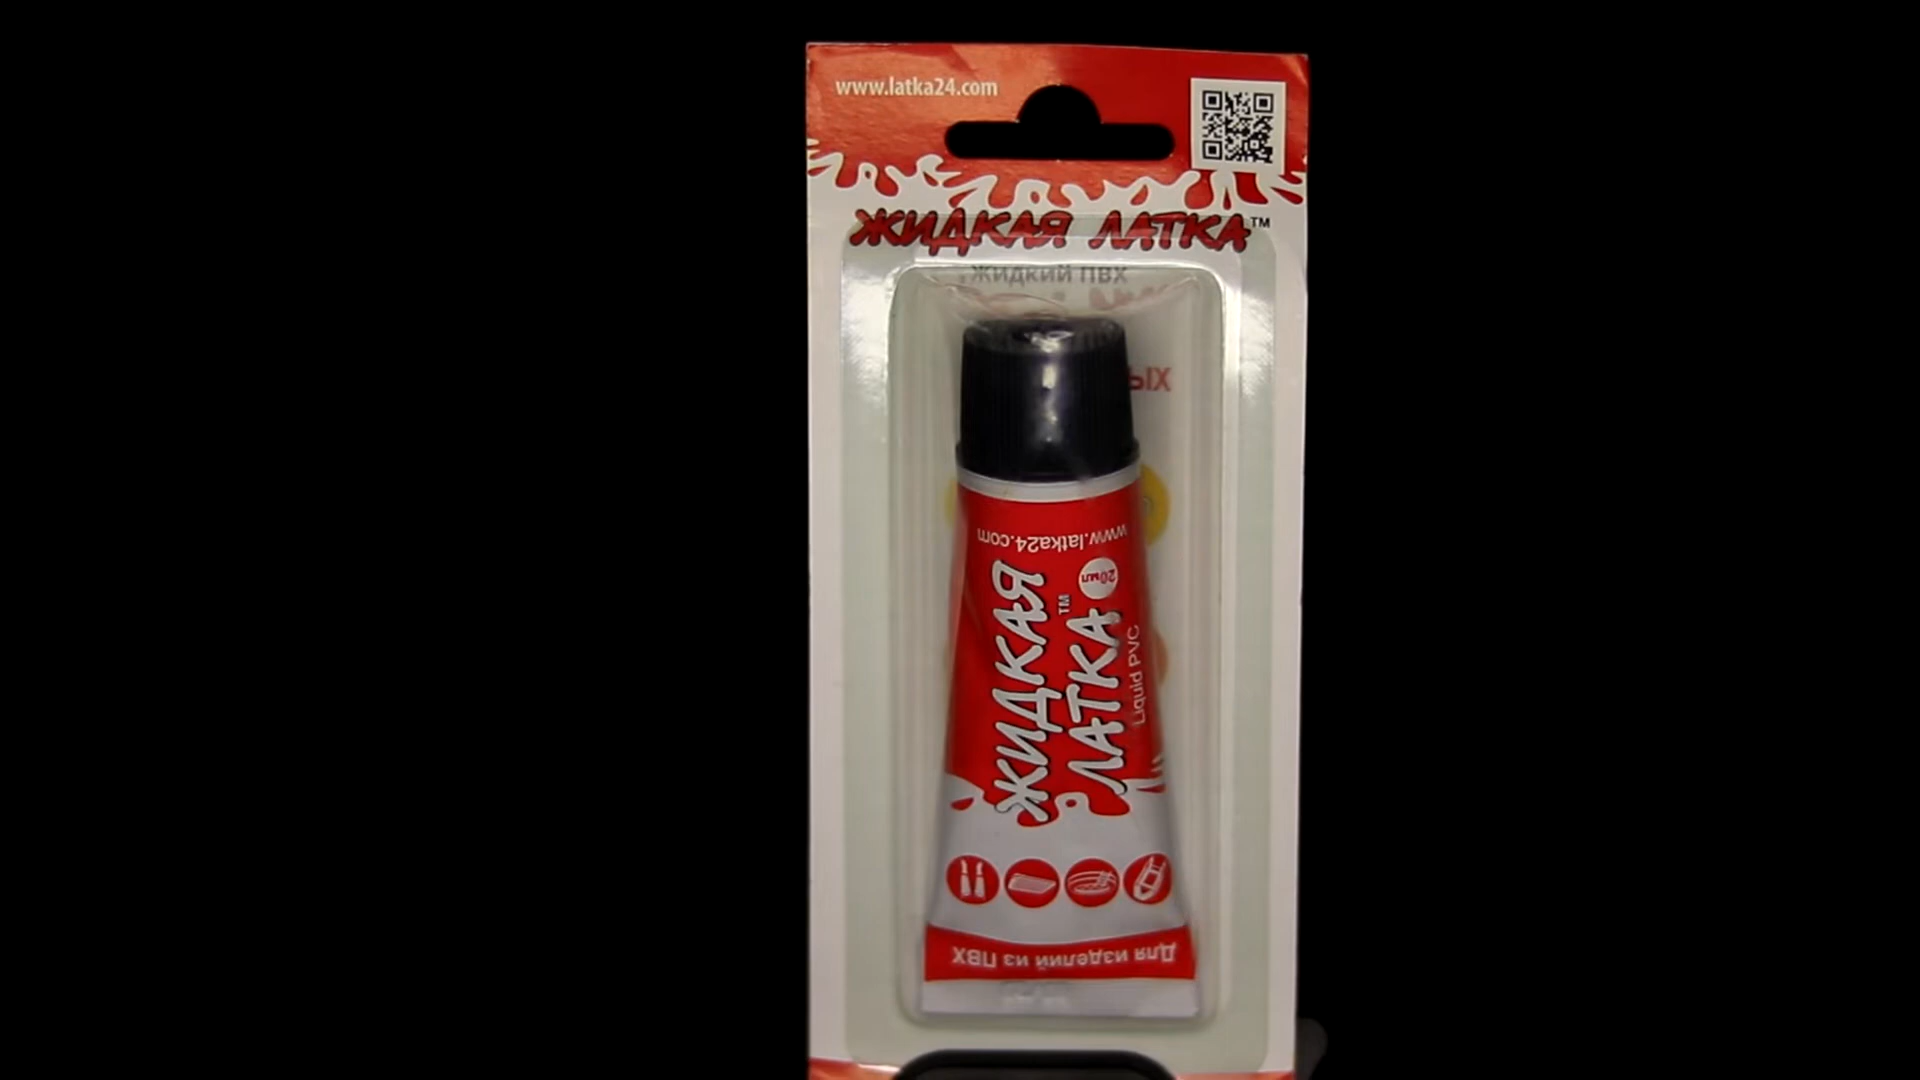 www.latka24.com
ЖИДКАЯ ЛАТКА™
ЖИДКИЙ ПВХ
ЫХ
www.latka24.com
20мл
ЖИДКАЯ
ЛАТКА™
Liquid PVC
Для изделий из ПВХ